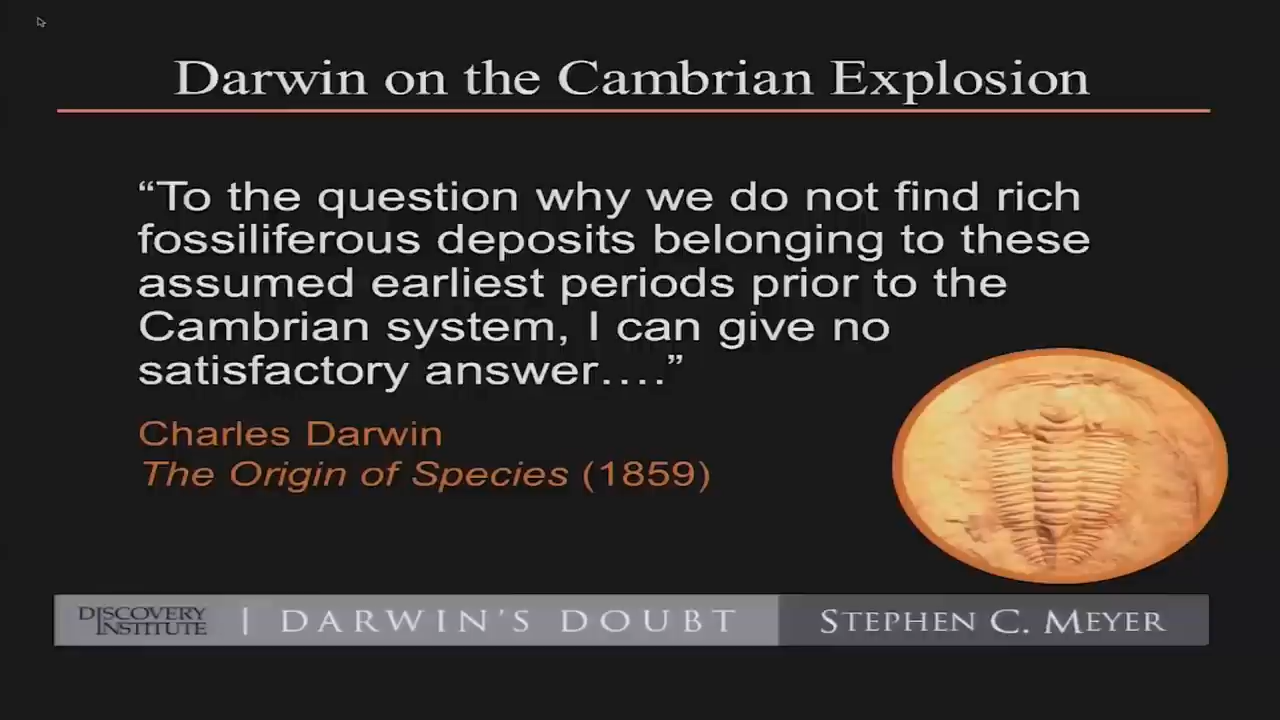 Darwin on the Cambrian Explosion
“To the question why we do not find rich
fossiliferous deposits belonging to these
assumed earliest periods prior to the
Cambrian system, I can give no
satisfactory answer….”
Charles Darwin
The Origin of Species (1859)
DISCOVERY
INSTITUTE
| DARWIN'S DOUBT
STEPHEN C. MEYER